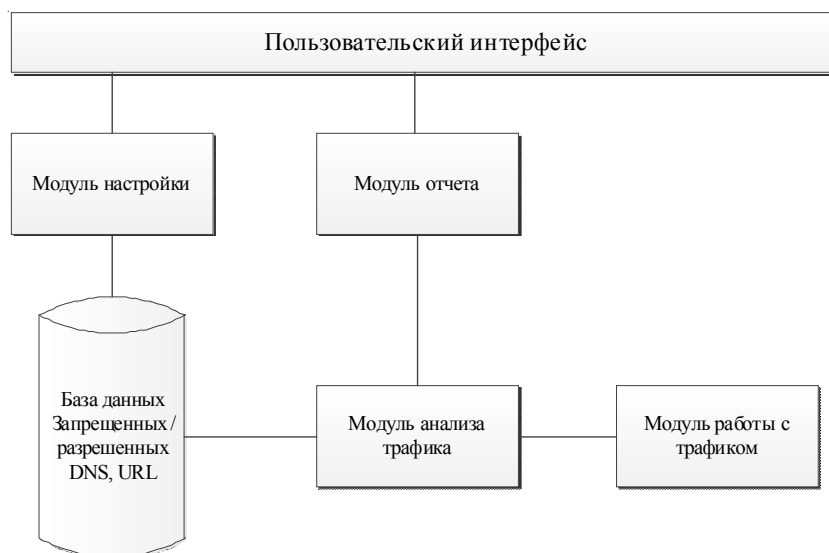 Пользовательский интерфейс
Модуль настройки
Модуль отчета
База данных
Запрещенных /
разрешенных
DNS, URL
Модуль анализа
трафика
Модуль работы с
трафиком